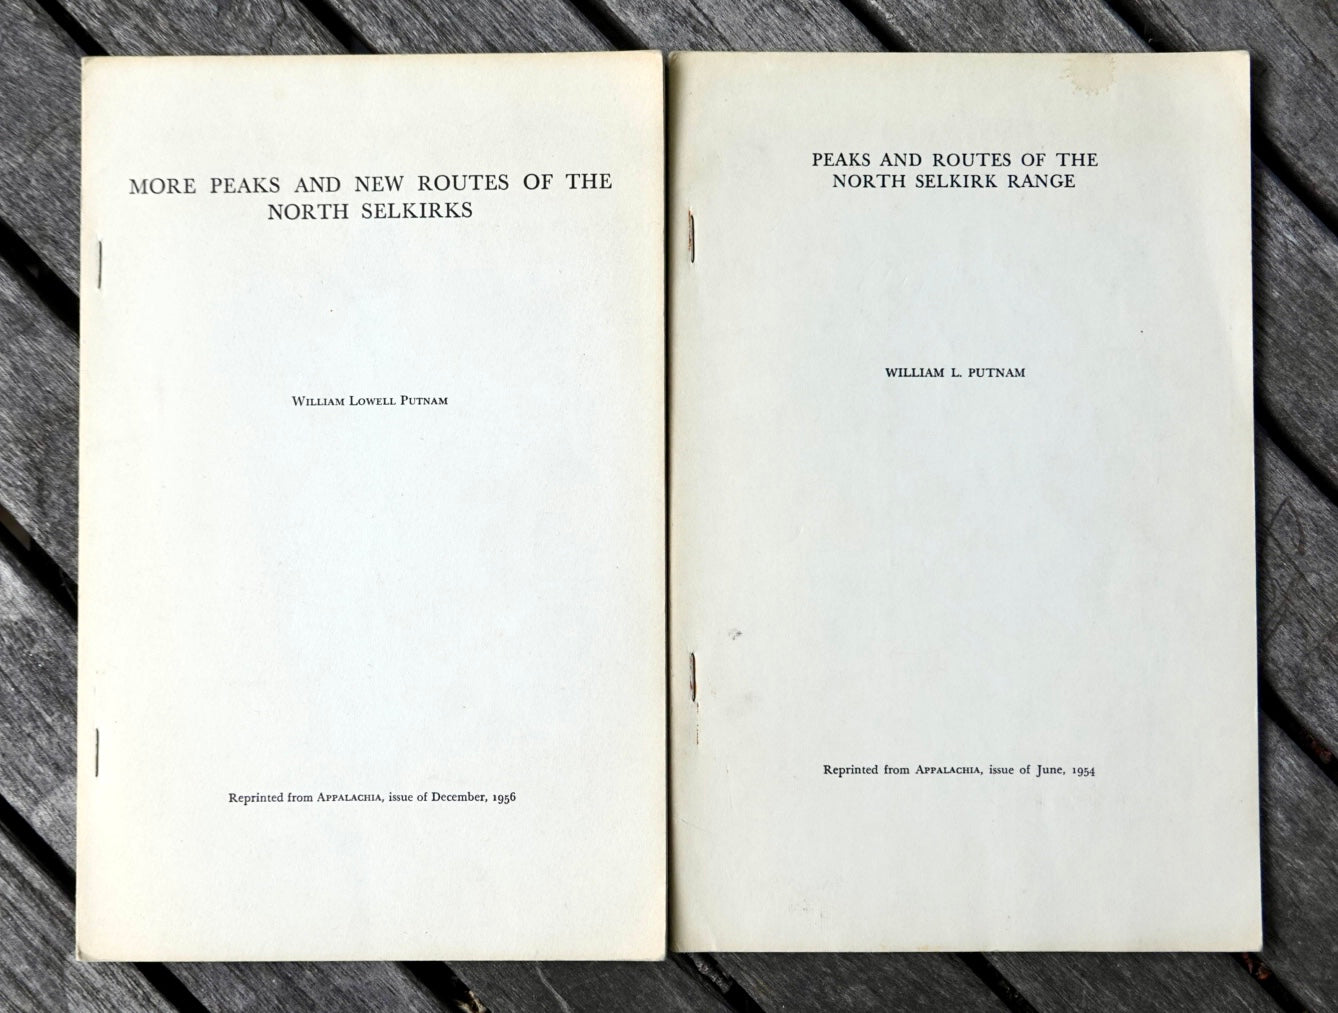 MORE PEAKS AND NEW ROUTES OF THE
NORTH SELKIRKS
William Lowell Putnam
Reprinted from Appalachia, issue of December, 1956
PEAKS AND ROUTES OF THE
NORTH SELKIRK RANGE
WILLIAM L. PUTNAM
Reprinted from Appalachia, issue of June, 1954